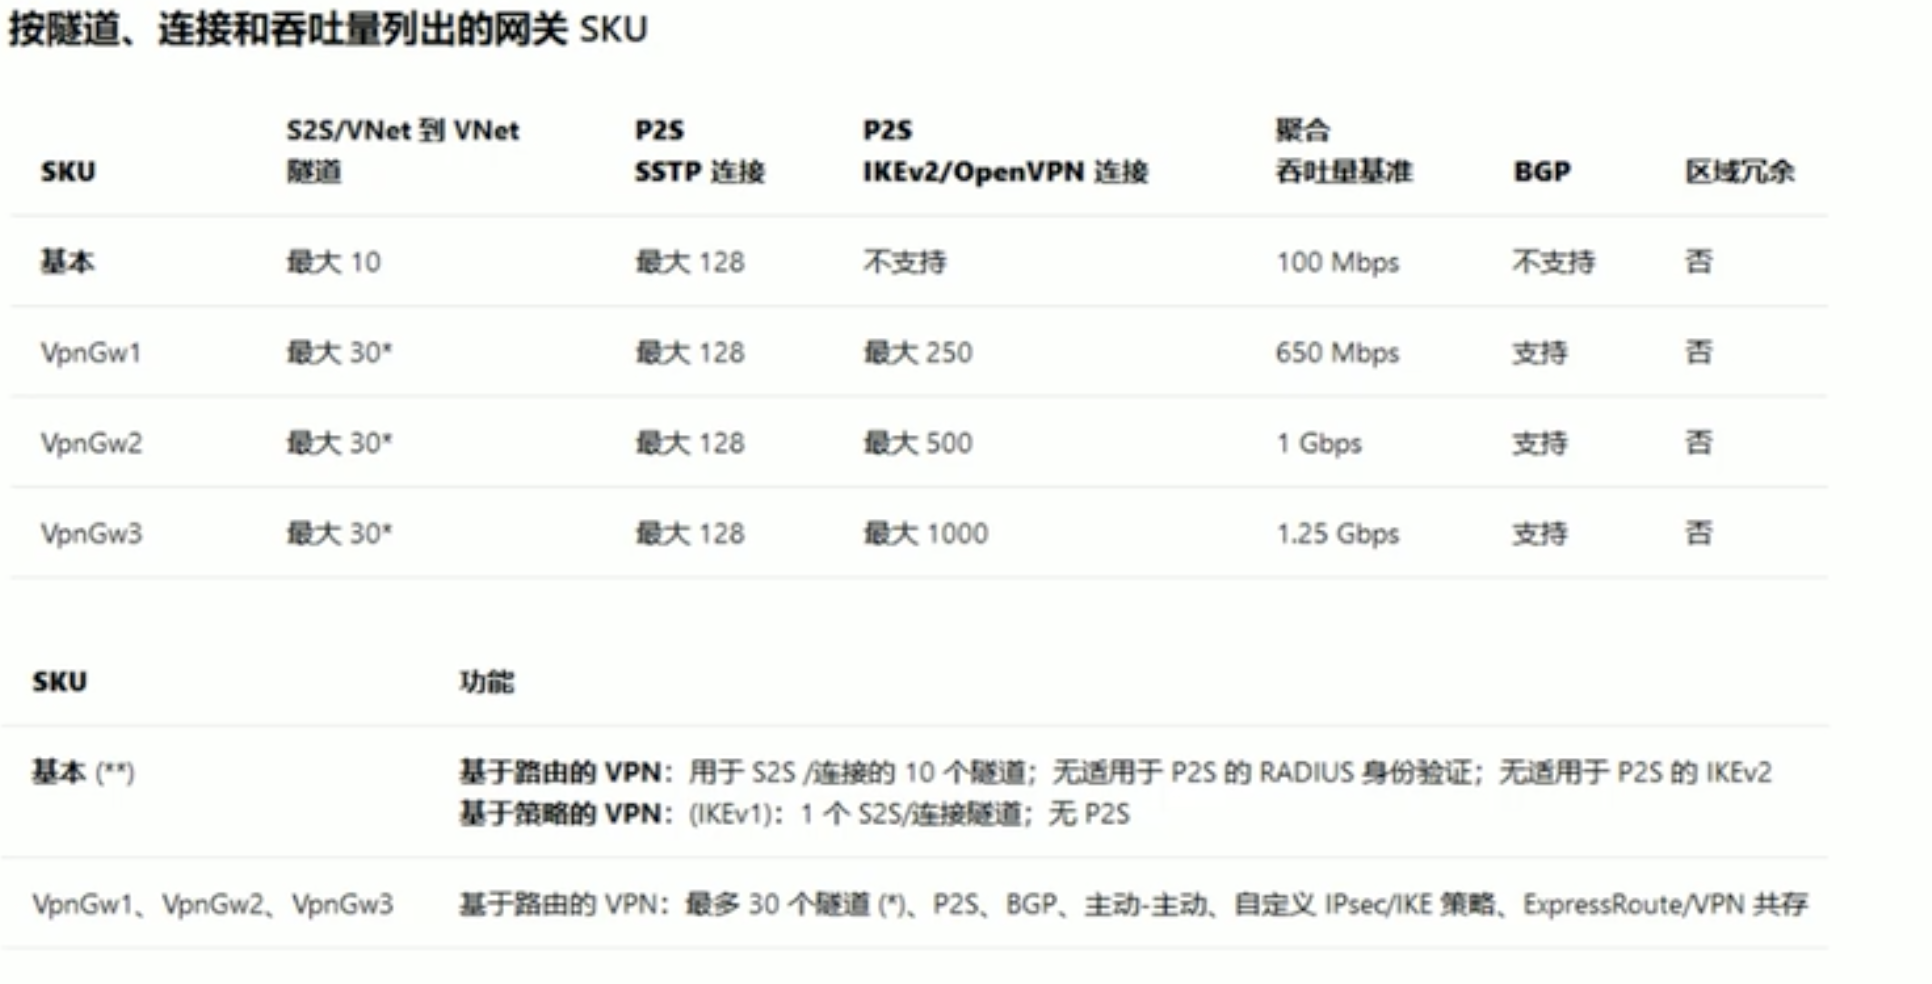 按隧道、连接和吞吐量列出的网关 SKU
SKU S2S/VNet 到 VNet 隧道 P2S SSTP 连接 P2S IKEv2/OpenVPN 连接 聚合 吞吐量基准 BGP 区域冗余
基本 最大 10 最大 128 不支持 100 Mbps 不支持 否
VpnGw1 最大 30* 最大 128 最大 250 650 Mbps 支持 否
VpnGw2 最大 30* 最大 128 最大 500 1 Gbps 支持 否
VpnGw3 最大 30* 最大 128 最大 1000 1.25 Gbps 支持 否
SKU 功能
基本 (**) 基于路由的 VPN：用于 S2S /连接的 10 个隧道；无适用于 P2S 的 RADIUS 身份验证；无适用于 P2S 的 IKEv2
基于策略的 VPN：(IKEv1)：1 个 S2S/连接隧道；无 P2S
VpnGw1、VpnGw2、VpnGw3 基于路由的 VPN：最多 30 个隧道 (*)、P2S、BGP、主动-主动、自定义 IPsec/IKE 策略、ExpressRoute/VPN 共存